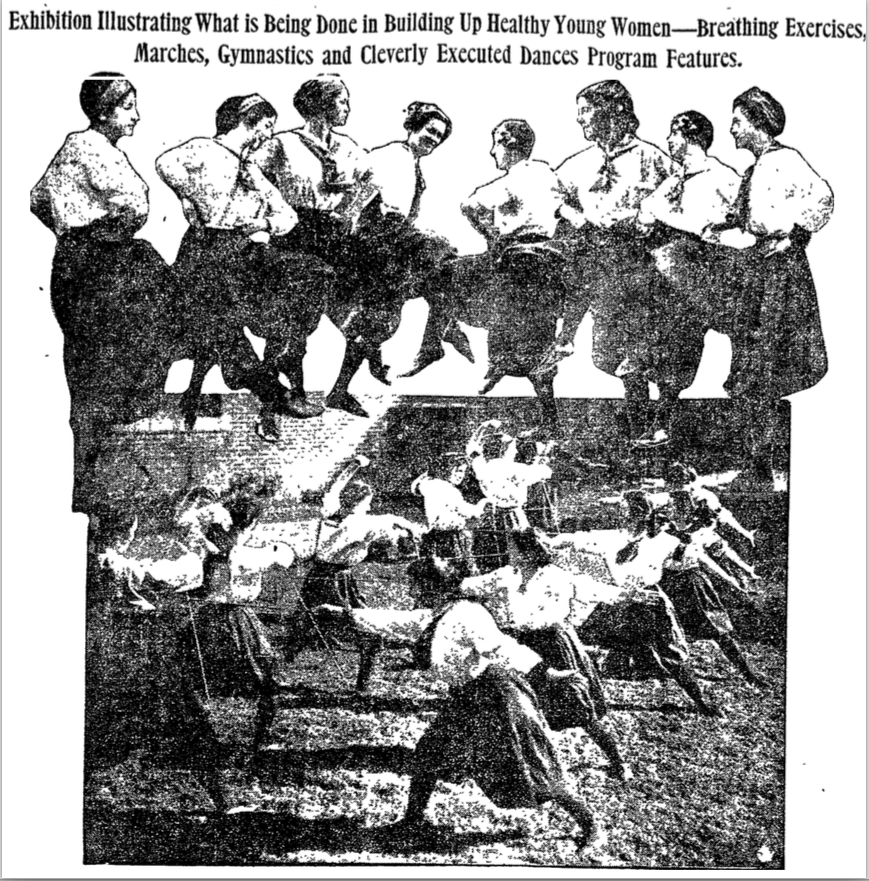 Exhibition Illustrating What is Being Done in Building Up Healthy Young Women—Breathing Exercises,
Marches, Gymnastics and Cleverly Executed Dances Program Features.